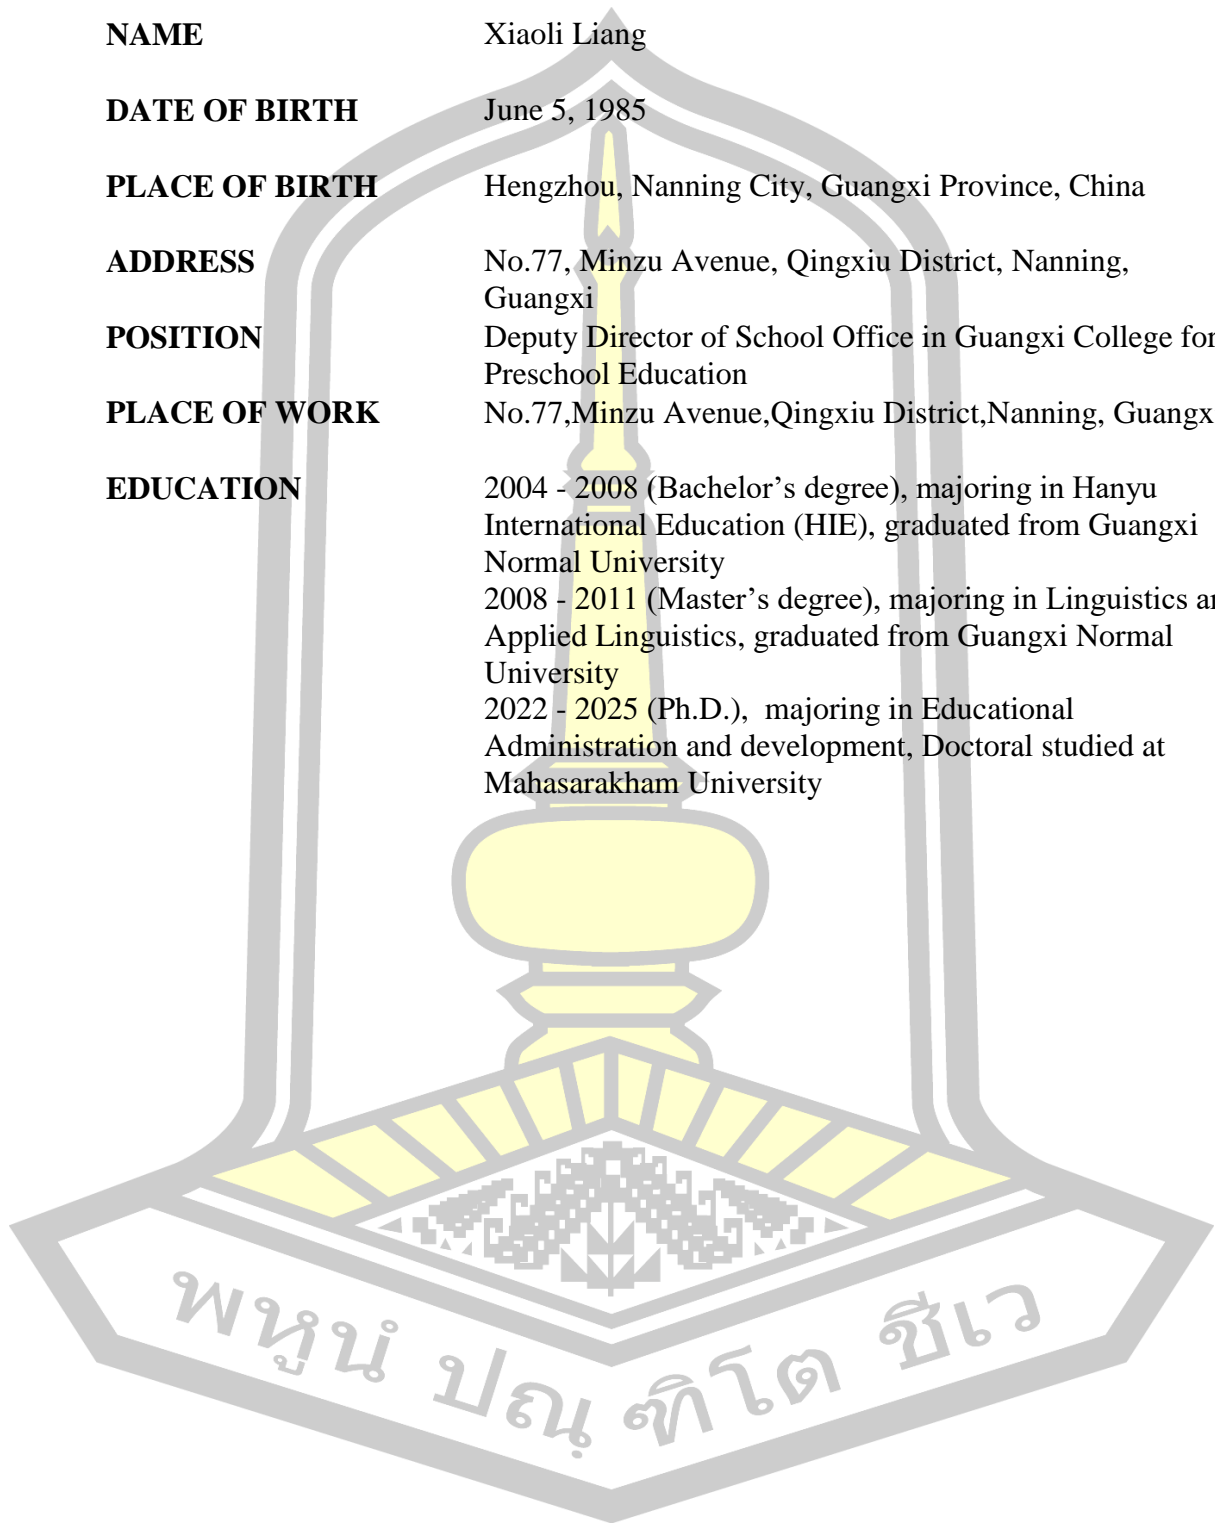 NAME Xiaoli Liang
DATE OF BIRTH June 5, 1985
PLACE OF BIRTH Hengzhou, Nanning City, Guangxi Province, China
ADDRESS No.77, Minzu Avenue, Qingxiu District, Nanning,
Guangxi
POSITION Deputy Director of School Office in Guangxi College for
Preschool Education
PLACE OF WORK No.77,Minzu Avenue,Qingxiu District,Nanning, Guangx
EDUCATION 2004 - 2008 (Bachelor’s degree), majoring in Hanyu
International Education (HIE), graduated from Guangxi
Normal University
2008 - 2011 (Master’s degree), majoring in Linguistics
Applied Linguistics, graduated from Guangxi Normal
University
2022 - 2025 (Ph.D.), majoring in Educational
Administration and development, Doctoral studied at
Mahasarakham University
พหูนํ ปณฺฑิโต ชีเว